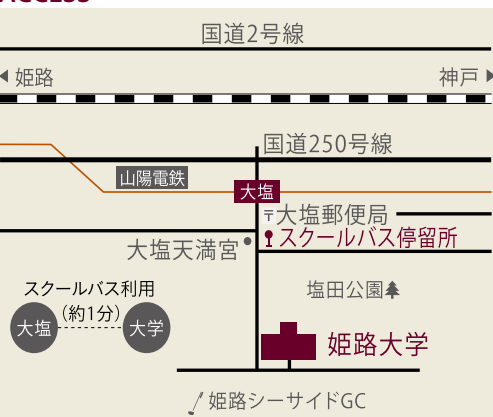 ACCESS
国道2号線
姫路
神戸
国道250号線
山陽電鉄
大塩
〒大塩郵便局
スクールバス停留所
大塩天満宮
スクールバス利用
(約1分)
大塩
大学
塩田公園
姫路大学
姫路シーサイドGC